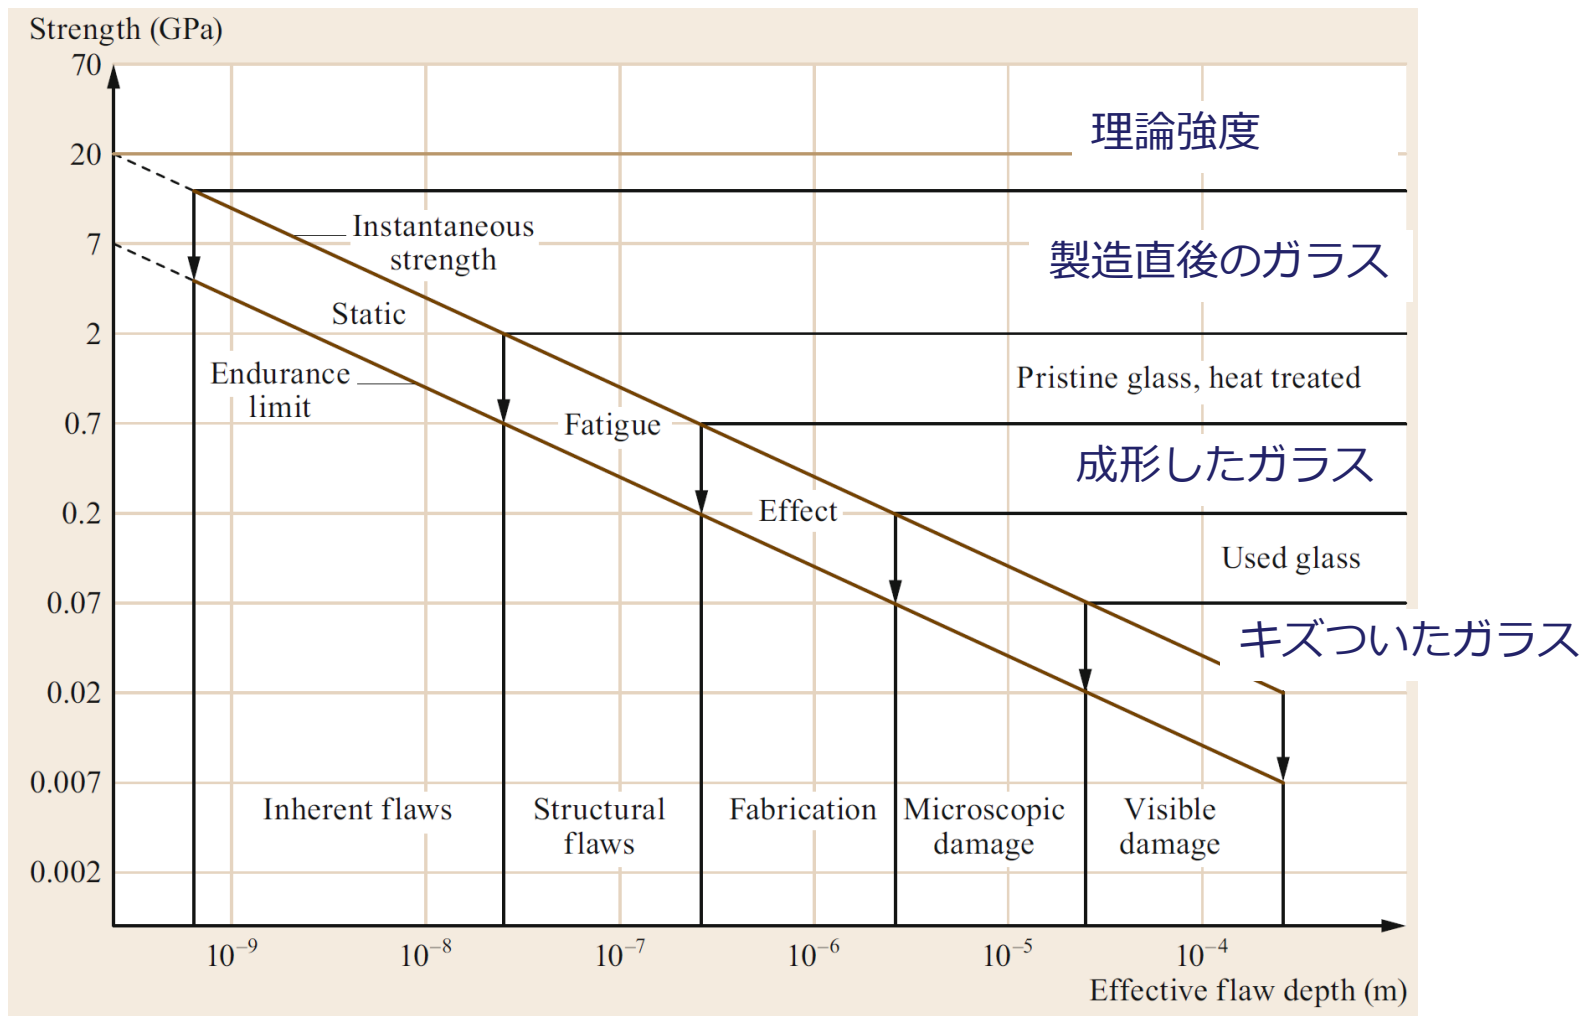 Strength (GPa)
70
理論強度
20
Instantaneous
strength
7
製造直後のガラス
Static
2
Endurance
limit
Pristine glass, heat treated
0.7
Fatigue
成形したガラス
0.2
Effect
Used glass
0.07
キズついたガラス
0.02
0.007
Inherent flaws
Structural
flaws
Fabrication
Microscopic
damage
Visible
damage
0.002
10⁻⁹ 10⁻⁸ 10⁻⁷ 10⁻⁶ 10⁻⁵ 10⁻⁴
Effective flaw depth (m)